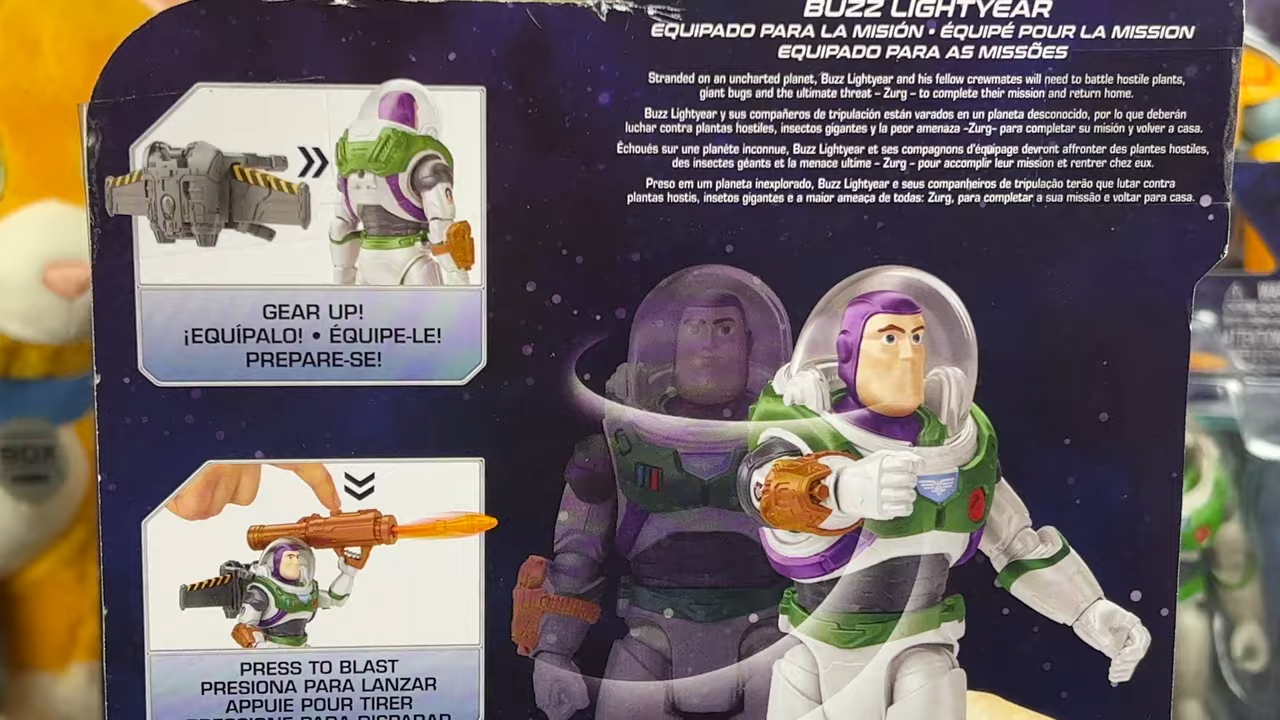 BUZZ LIGHTYEAR
EQUIPADO PARA LA MISIÓN • ÉQUIPÉ POUR LA MISSION
EQUIPADO PARA AS MISSÕES
Stranded on an uncharted planet, Buzz Lightyear and his fellow crewmates will need to battle hostile plants,
giant bugs and the ultimate threat – Zurg – to complete their mission and return home.
Buzz Lightyear y sus compañeros de tripulación están varados en un planeta desconocido, por lo que deberán
luchar contra plantas hostiles, insectos gigantes y la peor amenaza –Zurg– para completar su misión y volver a casa.
Échoués sur une planète inconnue, Buzz Lightyear et ses compagnons d'équipage devront affronter des plantes hostiles,
des insectes géants et la menace ultime – Zurg – pour accomplir leur mission et rentrer chez eux.
Preso em um planeta inexplorado, Buzz Lightyear e seus companheiros de tripulação terão que lutar contra
plantas hostis, insetos gigantes e a maior ameaça de todas: Zurg, para completar a sua missão e voltar para casa.
GEAR UP!
¡EQUÍPALO! • ÉQUIPE-LE!
PREPARE-SE!
PRESS TO BLAST
PRESIONA PARA LANZAR
APPUIE POUR TIRER
PRESSIONE PARA DISPARAR